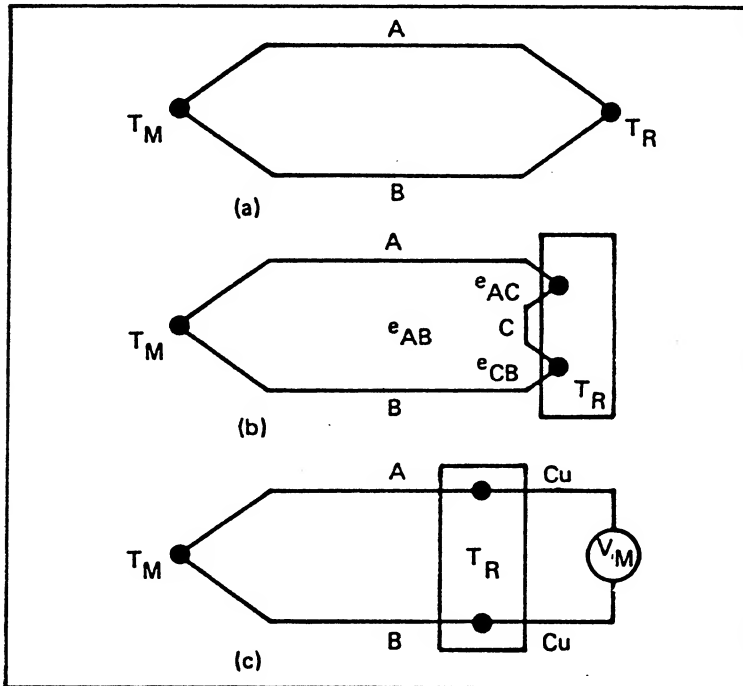 A
T_M
T_R
B
(a)
A
e_AC
T_M
e_AB
C
e_CB
B
T_R
(b)
A
Cu
T_M
T_R
V_M
B
Cu
(c)